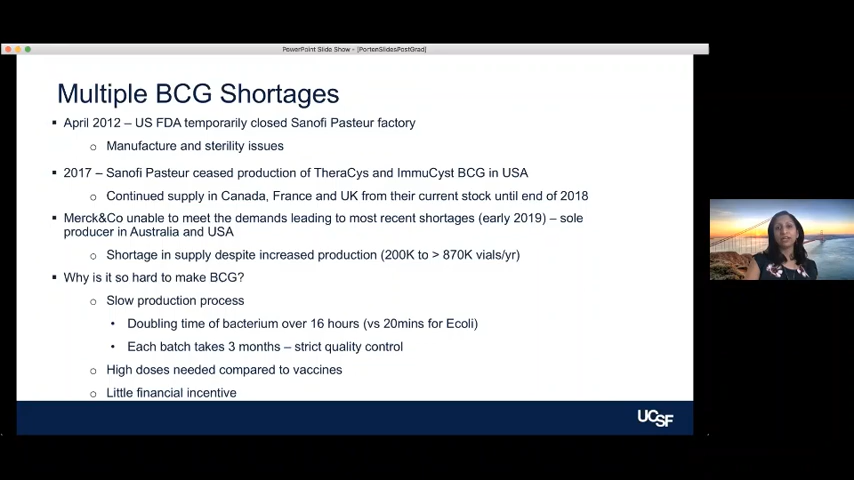 PowerPoint Slide Show - [PortenSlidesPostGrad]
Multiple BCG Shortages
▪ April 2012 – US FDA temporarily closed Sanofi Pasteur factory
o Manufacture and sterility issues
▪ 2017 – Sanofi Pasteur ceased production of TheraCys and ImmuCyst BCG in USA
o Continued supply in Canada, France and UK from their current stock until end of 2018
▪ Merck&Co unable to meet the demands leading to most recent shortages (early 2019) – sole
producer in Australia and USA
o Shortage in supply despite increased production (200K to > 870K vials/yr)
▪ Why is it so hard to make BCG?
o Slow production process
• Doubling time of bacterium over 16 hours (vs 20mins for Ecoli)
• Each batch takes 3 months – strict quality control
o High doses needed compared to vaccines
o Little financial incentive
UCSF